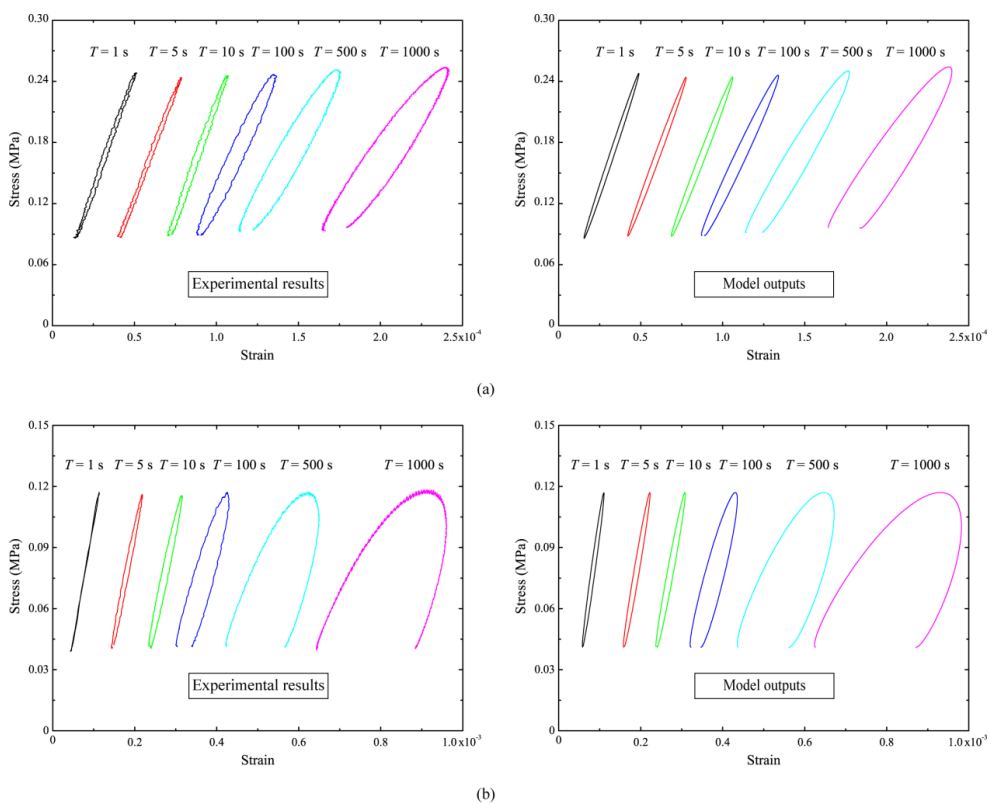 0.30
0.24
0.18
0.12
0.06
0
Stress (MPa)
T = 1 s T = 5 s T = 10 s T = 100 s T = 500 s T = 1000 s
Experimental results
0 0.5 1.0 1.5 2.0 2.5x10⁻⁴
Strain
0.30
0.24
0.18
0.12
0.06
0
Stress (MPa)
T = 1 s T = 5 s T = 10 s T = 100 s T = 500 s T = 1000 s
Model outputs
0 0.5 1.0 1.5 2.0 2.5x10⁻⁴
Strain
(a)
0.15
0.12
0.09
0.06
0.03
0
Stress (MPa)
T = 1 s T = 5 s T = 10 s T = 100 s T = 500 s T = 1000 s
Experimental results
0 0.2 0.4 0.6 0.8 1.0x10⁻³
Strain
0.15
0.12
0.09
0.06
0.03
0
Stress (MPa)
T = 1 s T = 5 s T = 10 s T = 100 s T = 500 s T = 1000 s
Model outputs
0 0.2 0.4 0.6 0.8 1.0x10⁻³
Strain
(b)